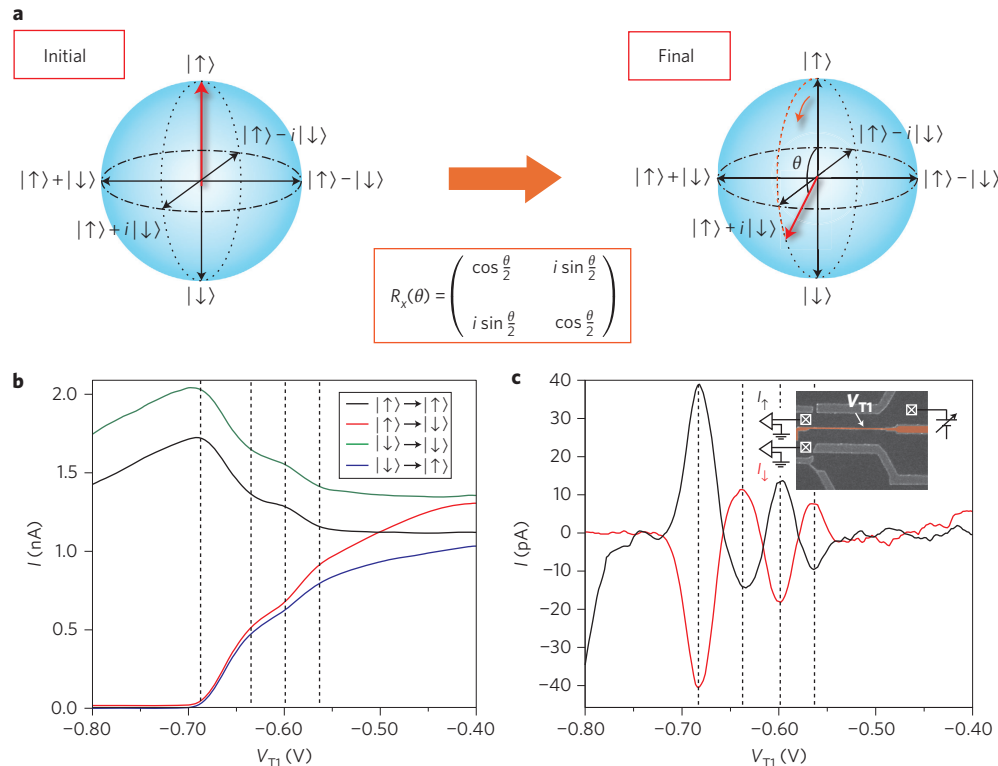 a
Initial
Final
|↑⟩
|↑⟩
|↑⟩ − i|↓⟩
|↑⟩ − i|↓⟩
θ
|↑⟩ + |↓⟩
|↑⟩ − |↓⟩
|↑⟩ + |↓⟩
|↑⟩ − |↓⟩
|↑⟩ + i|↓⟩
|↑⟩ + i|↓⟩
|↓⟩
|↓⟩
R_x(θ) = ( cos θ/2 i sin θ/2
i sin θ/2 cos θ/2 )
b
2.0
1.5
1.0
0.5
0.0
I (nA)
|↑⟩ → |↑⟩
|↑⟩ → |↓⟩
|↓⟩ → |↓⟩
|↓⟩ → |↑⟩
−0.80 −0.70 −0.60 −0.50 −0.40
V_T1 (V)
c
40
30
20
10
0
−10
−20
−30
−40
I (pA)
I↑
V_T1
I↓
−0.80 −0.70 −0.60 −0.50 −0.40
V_T1 (V)